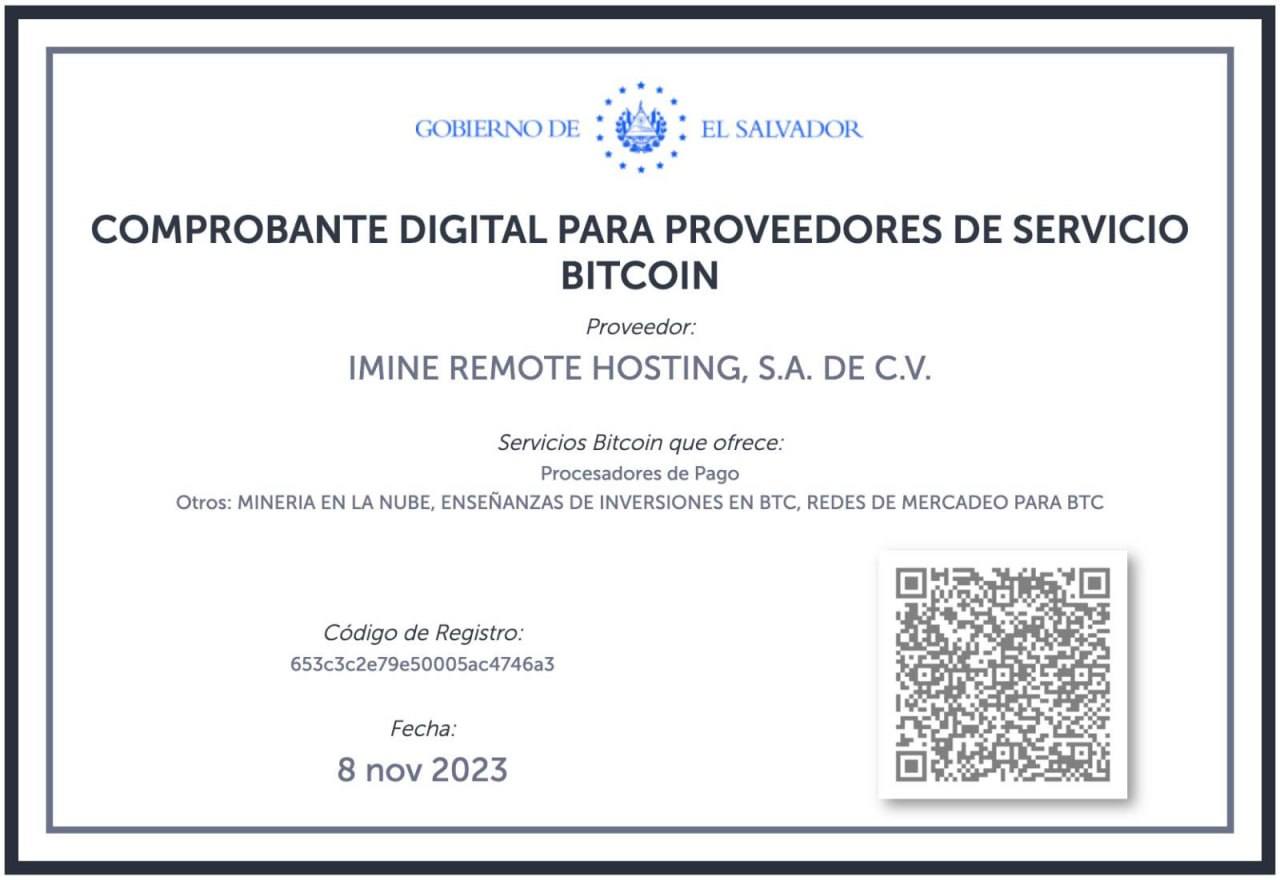 GOBIERNO DE EL SALVADOR
COMPROBANTE DIGITAL PARA PROVEEDORES DE SERVICIO
BITCOIN
Proveedor:
IMINE REMOTE HOSTING, S.A. DE C.V.
Servicios Bitcoin que ofrece:
Procesadores de Pago
Otros: MINERIA EN LA NUBE, ENSEÑANZAS DE INVERSIONES EN BTC, REDES DE MERCADEO PARA BTC
Código de Registro:
653c3c2e79e50005ac4746a3
Fecha:
8 nov 2023